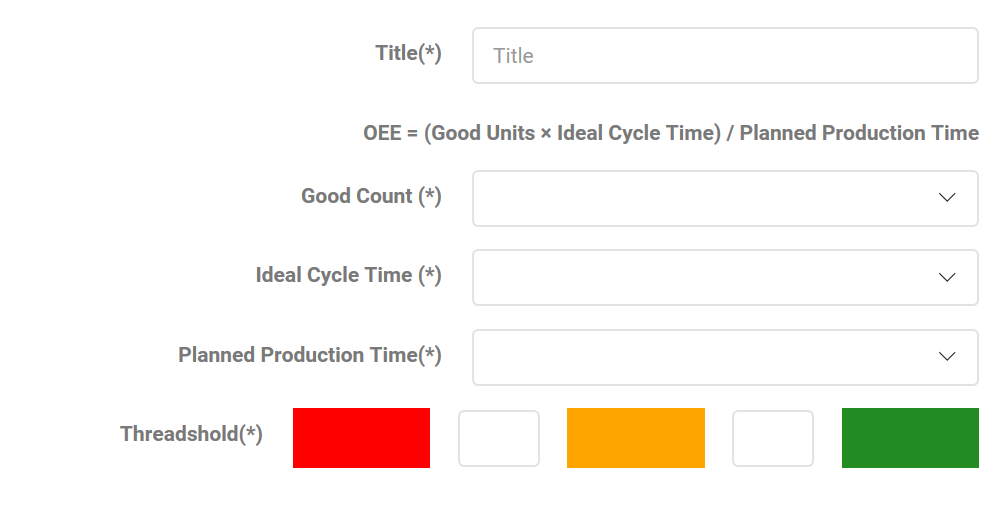 Title(*)
Title
OEE = (Good Units × Ideal Cycle Time) / Planned Production Time
Good Count (*)
Ideal Cycle Time (*)
Planned Production Time(*)
Threadshold(*)